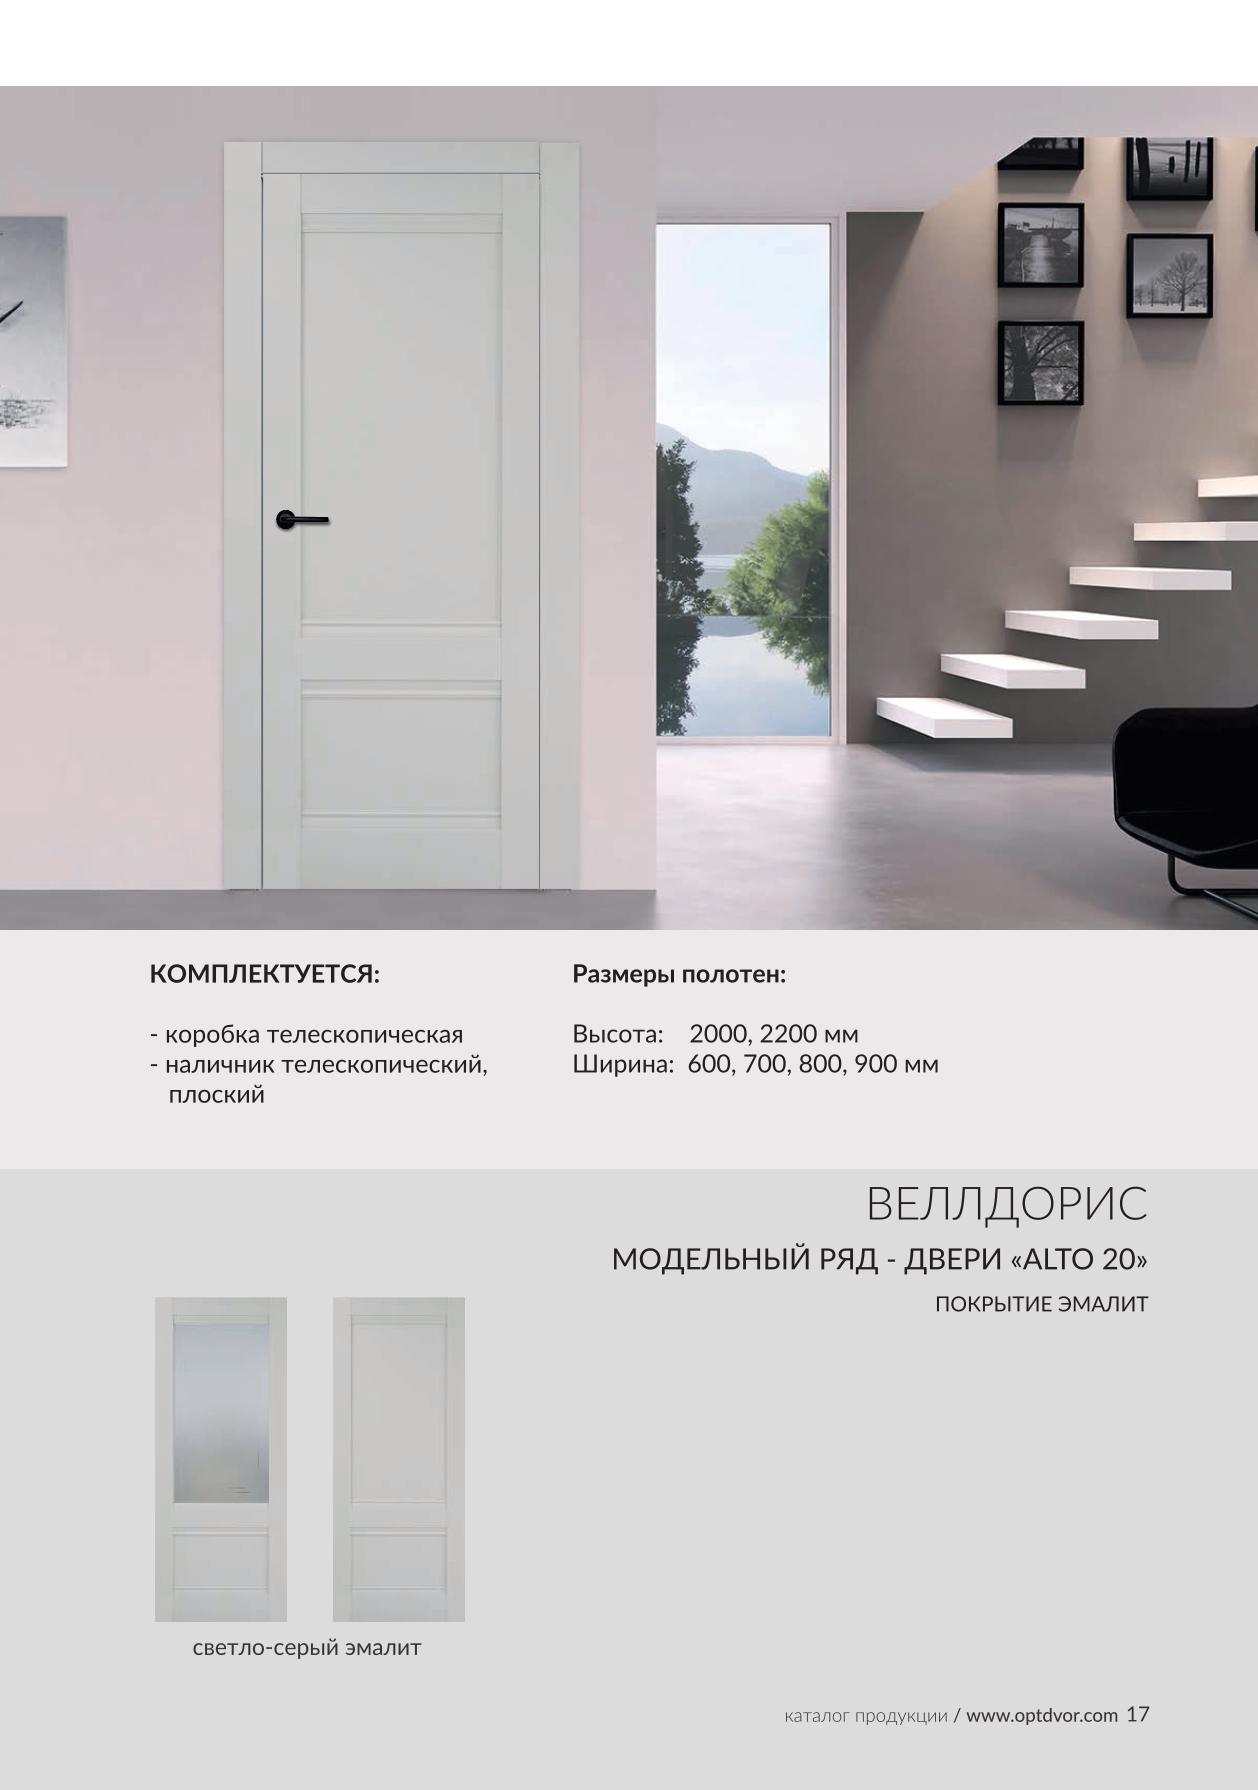 КОМПЛЕКТУЕТСЯ:
- коробка телескопическая
- наличник телескопический,
плоский
Размеры полотен:
Высота: 2000, 2200 мм
Ширина: 600, 700, 800, 900 мм
ВЕЛЛДОРИС
МОДЕЛЬНЫЙ РЯД - ДВЕРИ «ALTO 20»
ПОКРЫТИЕ ЭМАЛИТ
светло-серый эмалит
каталог продукции / www.optdvor.com 17